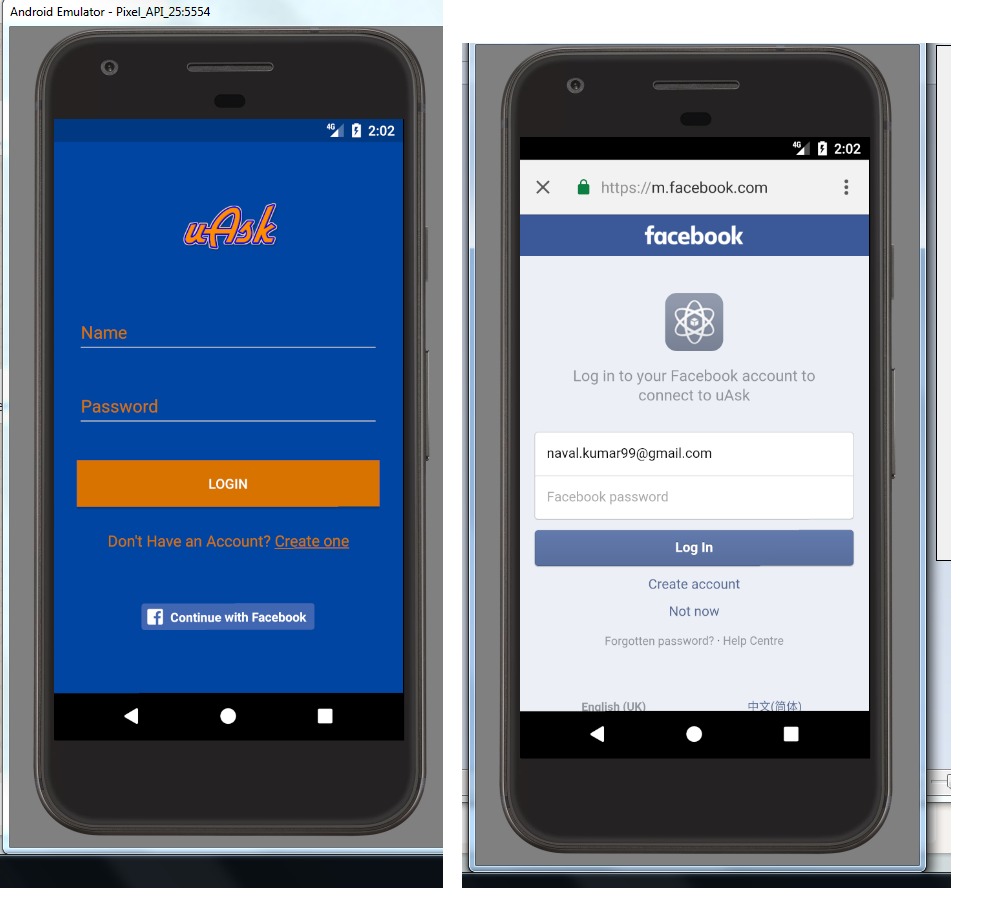 Android Emulator - Pixel_API_25:5554
4G 2:02
uAsk
Name
Password
LOGIN
Don't Have an Account? Create one
Continue with Facebook
4G 2:02
https://m.facebook.com
facebook
Log in to your Facebook account to
connect to uAsk
naval.kumar99@gmail.com
Facebook password
Log In
Create account
Not now
Forgotten password? · Help Centre
English (UK) 中文(简体)